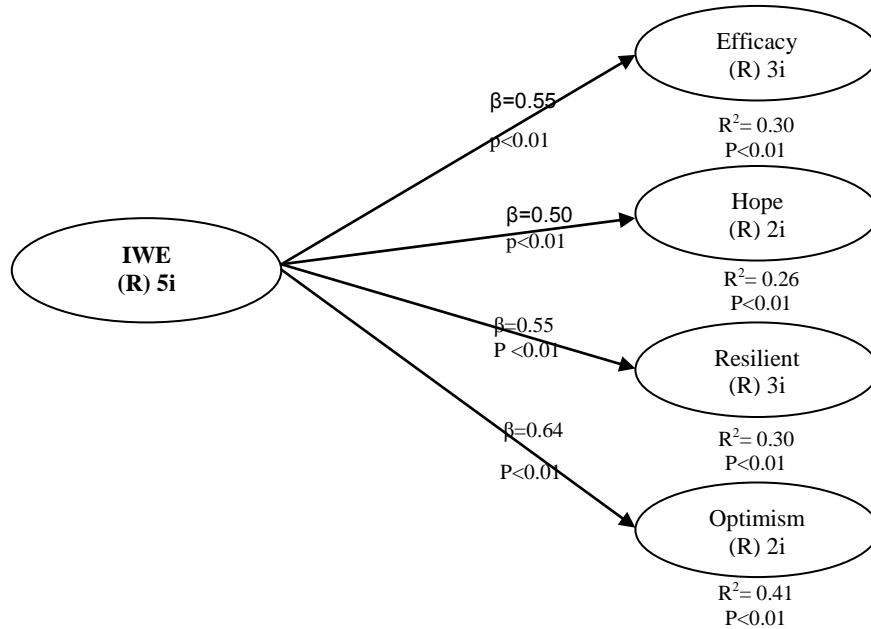 Efficacy
(R) 3i
β=0.55
p<0.01
R²= 0.30
P<0.01
Hope
(R) 2i
β=0.50
p<0.01
IWE
(R) 5i
R²= 0.26
P<0.01
β=0.55
P <0.01
Resilient
(R) 3i
β=0.64
P<0.01
R²= 0.30
P<0.01
Optimism
(R) 2i
R²= 0.41
P<0.01